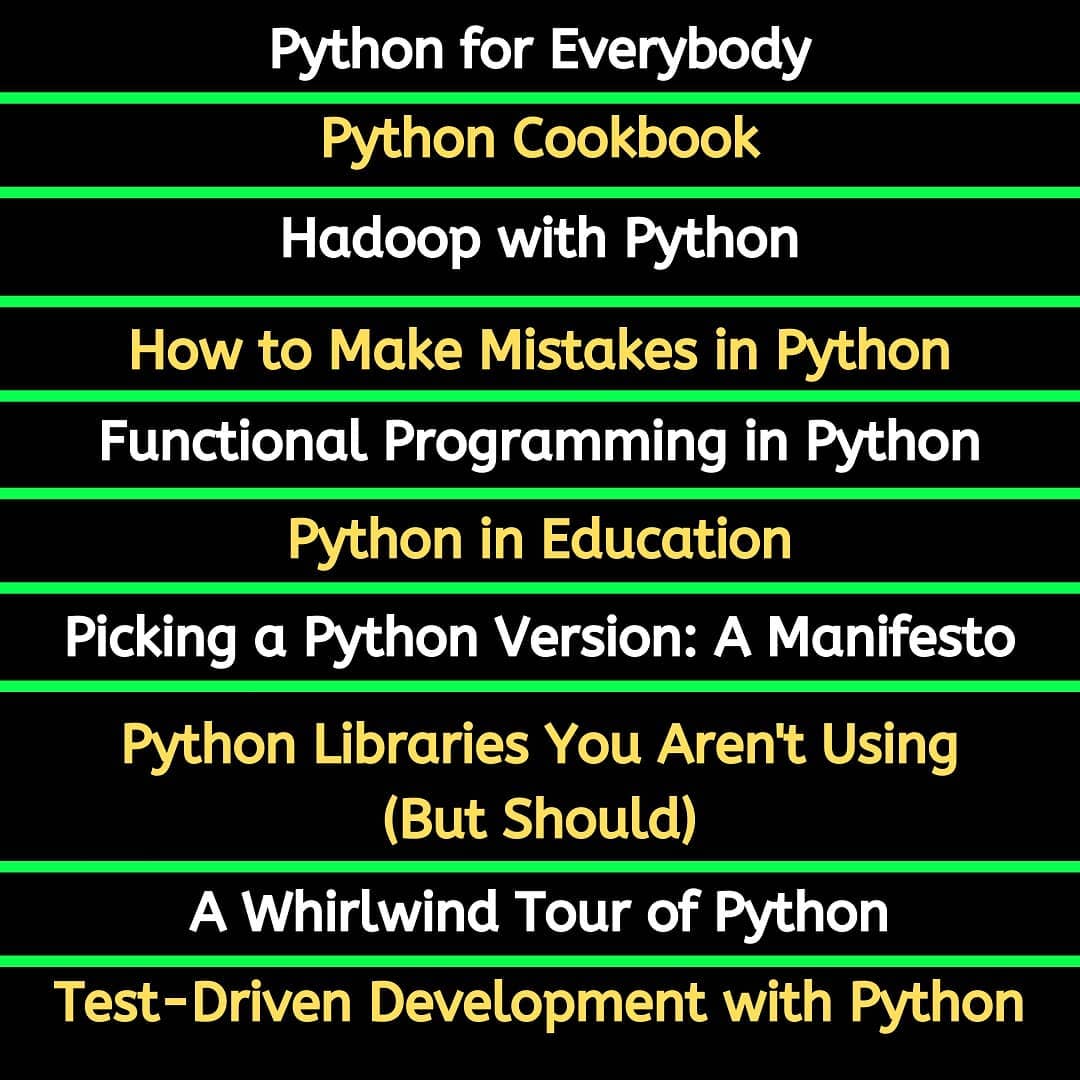 Python for Everybody
Python Cookbook
Hadoop with Python
How to Make Mistakes in Python
Functional Programming in Python
Python in Education
Picking a Python Version: A Manifesto
Python Libraries You Aren't Using
(But Should)
A Whirlwind Tour of Python
Test-Driven Development with Python